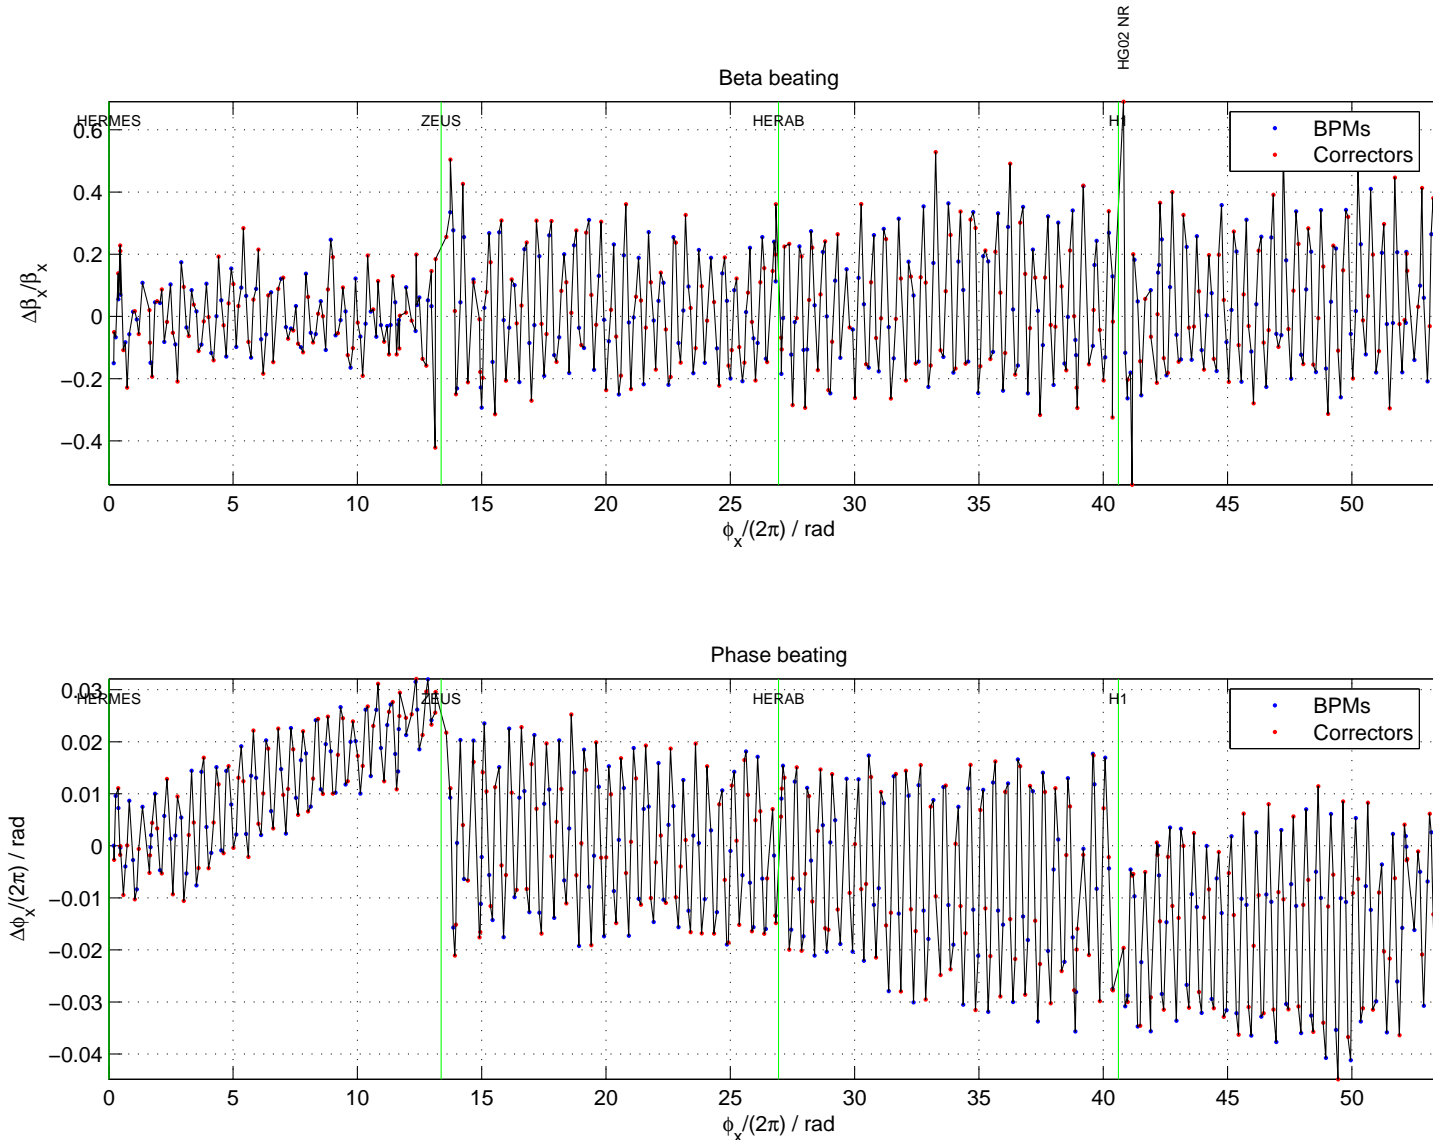 HG02 NR
Beta beating
HERMES ZEUS HERAB H1
BPMs
Correctors
0.6
0.4
0.2
0
−0.2
−0.4
Δβx/βx
0 5 10 15 20 25 30 35 40 45 50
ϕx/(2π) / rad
Phase beating
HERMES ZEUS HERAB H1
BPMs
Correctors
0.03
0.02
0.01
0
−0.01
−0.02
−0.03
−0.04
Δϕx/(2π) / rad
0 5 10 15 20 25 30 35 40 45 50
ϕx/(2π) / rad